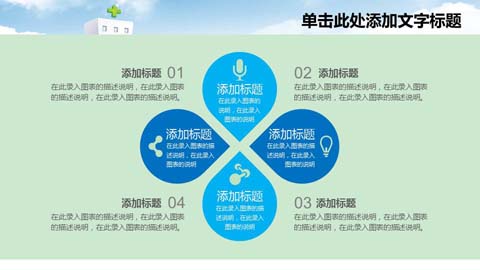 单击此处添加文字标题
添加标题 01
在此录入图表的描述说明，在此录入图表
的描述说明，在此录入图表的描述说明。
02 添加标题
在此录入图表的描述说明，在此录入图表
的描述说明，在此录入图表的描述说明。
添加标题
在此录入图表的
描述说明，在此
录入图表的说明
添加标题
在此录入图表的描
述说明，在此录入
图表的说明
添加标题
在此录入图表的描
述说明，在此录入
图表的说明
添加标题
在此录入图表的描
述说明，在此录入
图表的说明
添加标题 04
在此录入图表的描述说明，在此录入图表
的描述说明，在此录入图表的描述说明。
03 添加标题
在此录入图表的描述说明，在此录入图表
的描述说明，在此录入图表的描述说明。